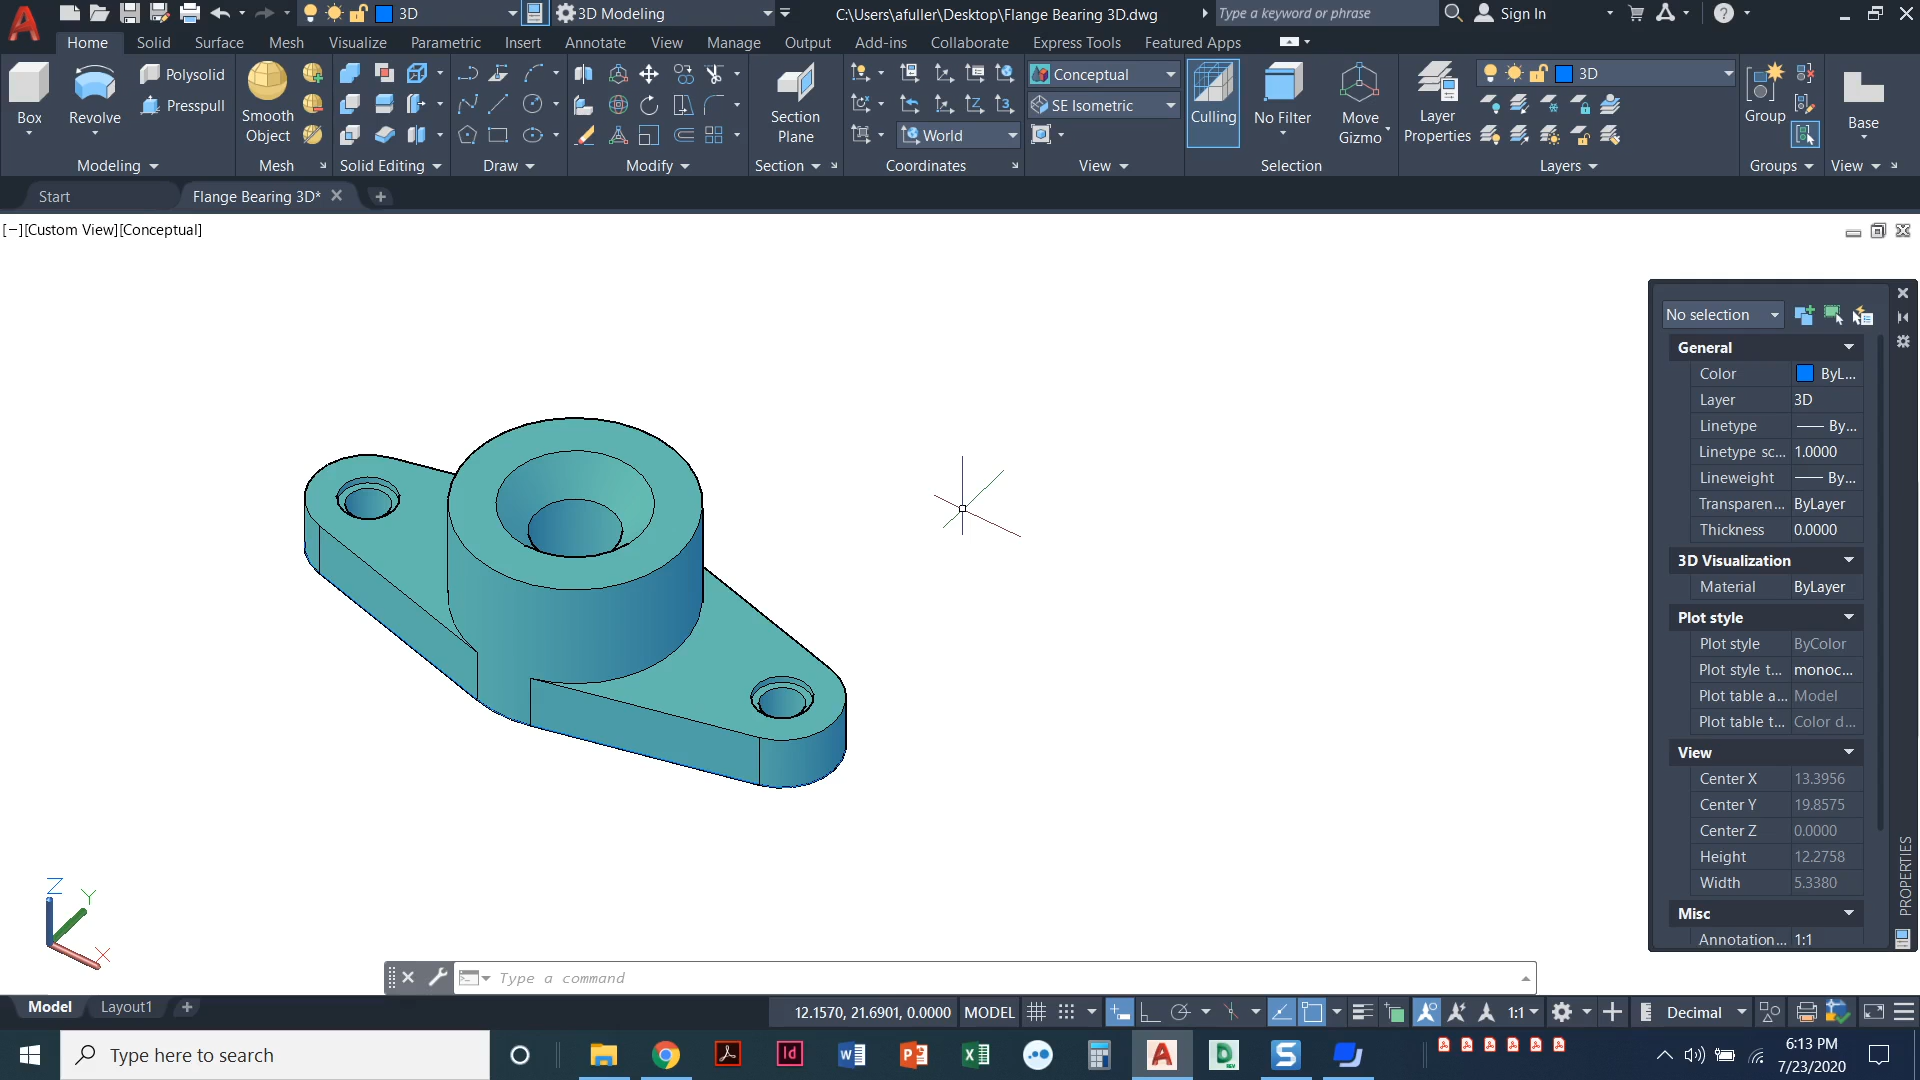 3D
3D Modeling
C:\Users\afuller\Desktop\Flange Bearing 3D.dwg
Type a keyword or phrase
Sign In
Home
Solid
Surface
Mesh
Visualize
Parametric
Insert
Annotate
View
Manage
Output
Add-ins
Collaborate
Express Tools
Featured Apps
Box
Revolve
Polysolid
Presspull
Smooth
Object
Section
Plane
World
Conceptual
SE Isometric
Culling
No Filter
Move
Gizmo
Layer
Properties
3D
Group
Base
Modeling
Mesh
Solid Editing
Draw
Modify
Section
Coordinates
View
Selection
Layers
Groups
View
Start
Flange Bearing 3D*
[−][Custom View][Conceptual]
No selection
General
Color ByL...
Layer 3D
Linetype By...
Linetype sc... 1.0000
Lineweight By...
Transparen... ByLayer
Thickness 0.0000
3D Visualization
Material ByLayer
Plot style
Plot style ByColor
Plot style t... monoc...
Plot table a... Model
Plot table t... Color d...
View
Center X 13.3956
Center Y 19.8575
Center Z 0.0000
Height 12.2758
Width 5.3380
Misc
Annotation... 1:1
PROPERTIES
Z
Y
X
Type a command
Model
Layout1
12.1570, 21.6901, 0.0000
MODEL
1:1
Decimal
Type here to search
6:13 PM
7/23/2020